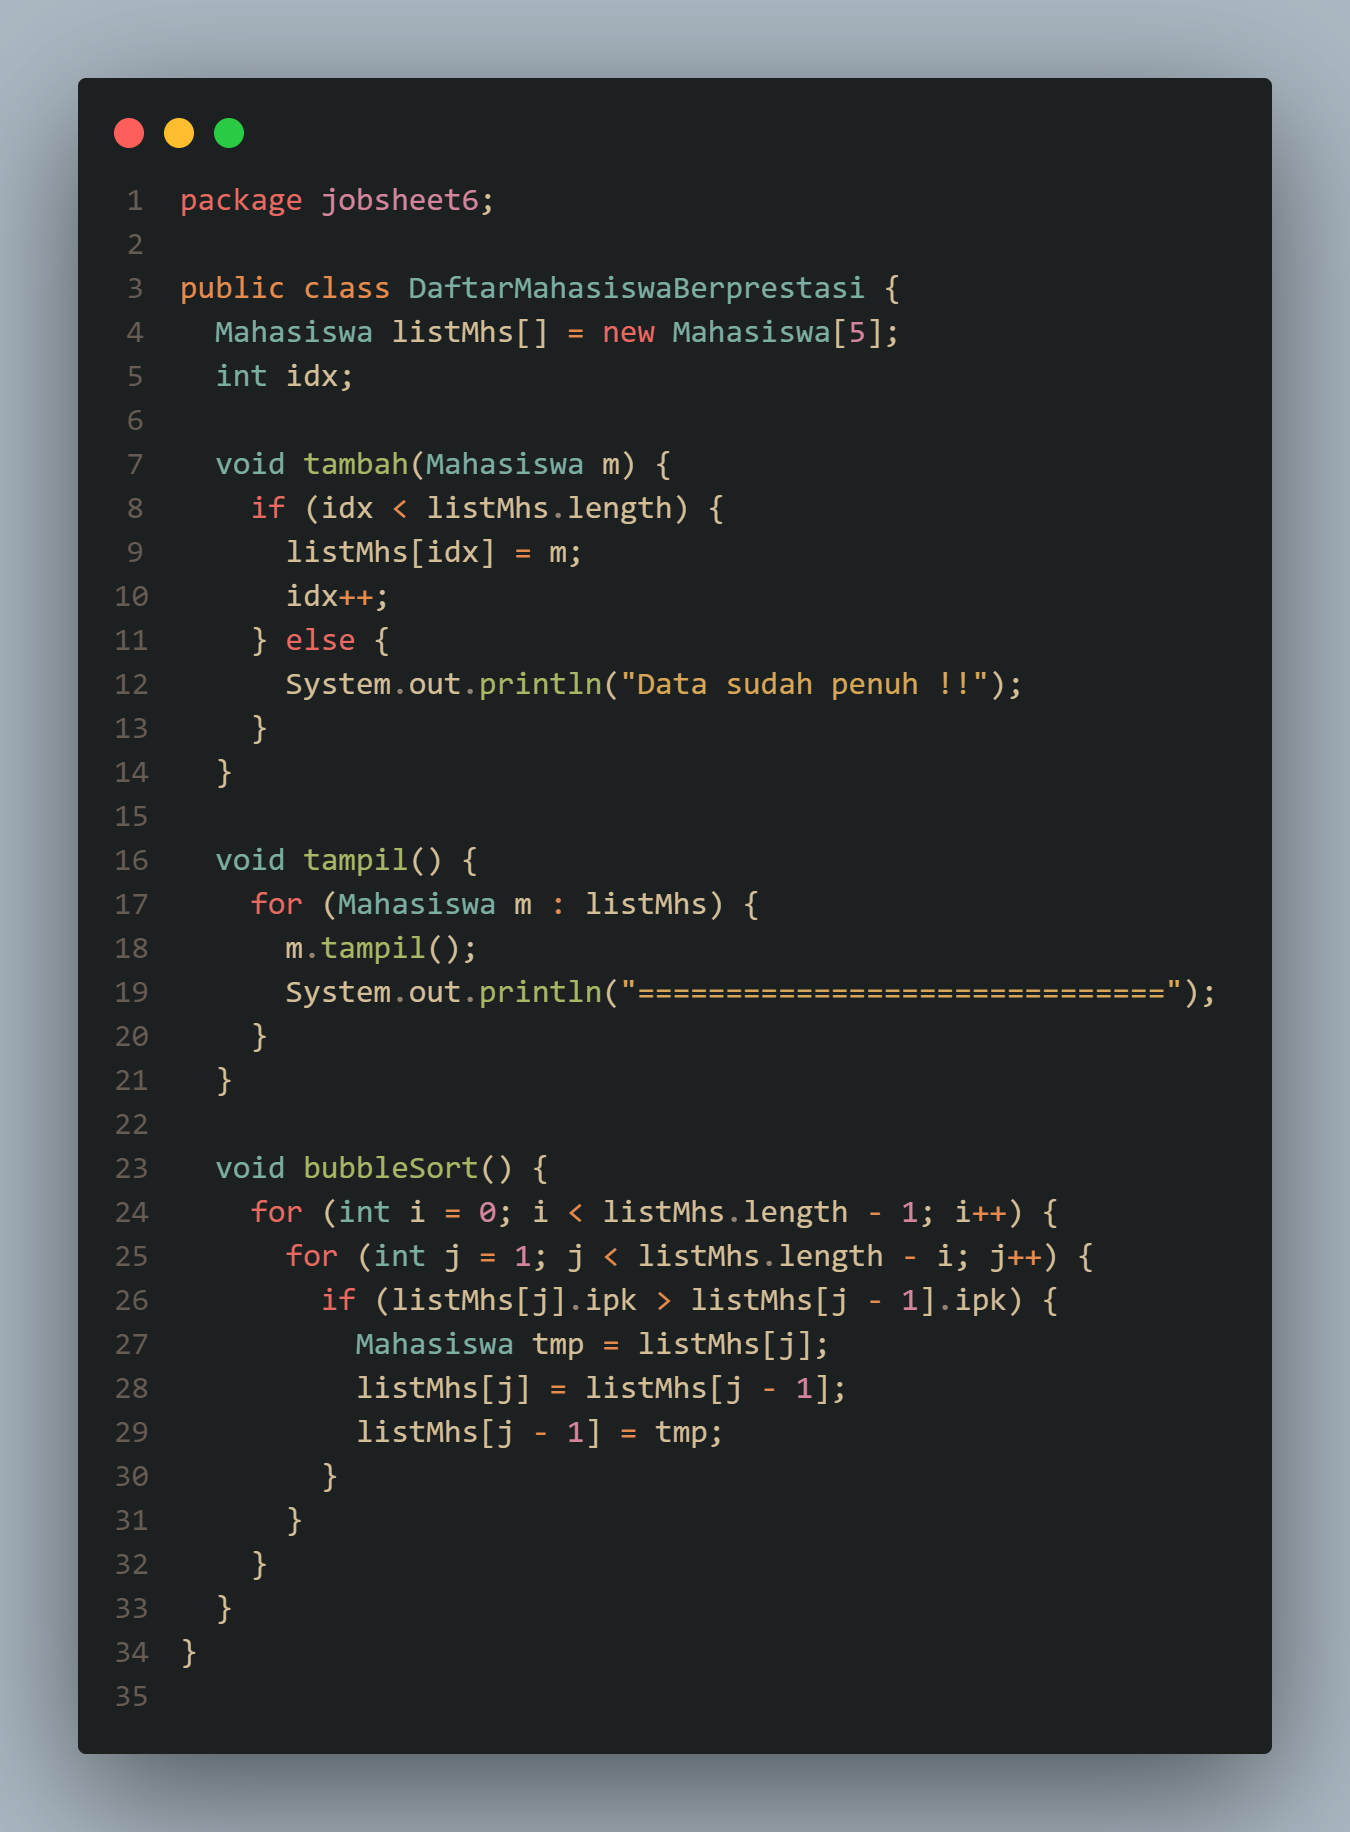 1 package jobsheet6;
2
3 public class DaftarMahasiswaBerprestasi {
4   Mahasiswa listMhs[] = new Mahasiswa[5];
5   int idx;
6
7   void tambah(Mahasiswa m) {
8     if (idx < listMhs.length) {
9       listMhs[idx] = m;
10       idx++;
11     } else {
12       System.out.println("Data sudah penuh !!");
13     }
14   }
15
16   void tampil() {
17     for (Mahasiswa m : listMhs) {
18       m.tampil();
19       System.out.println("==============================");
20     }
21   }
22
23   void bubbleSort() {
24     for (int i = 0; i < listMhs.length - 1; i++) {
25       for (int j = 1; j < listMhs.length - i; j++) {
26         if (listMhs[j].ipk > listMhs[j - 1].ipk) {
27           Mahasiswa tmp = listMhs[j];
28           listMhs[j] = listMhs[j - 1];
29           listMhs[j - 1] = tmp;
30         }
31       }
32     }
33   }
34 }
35